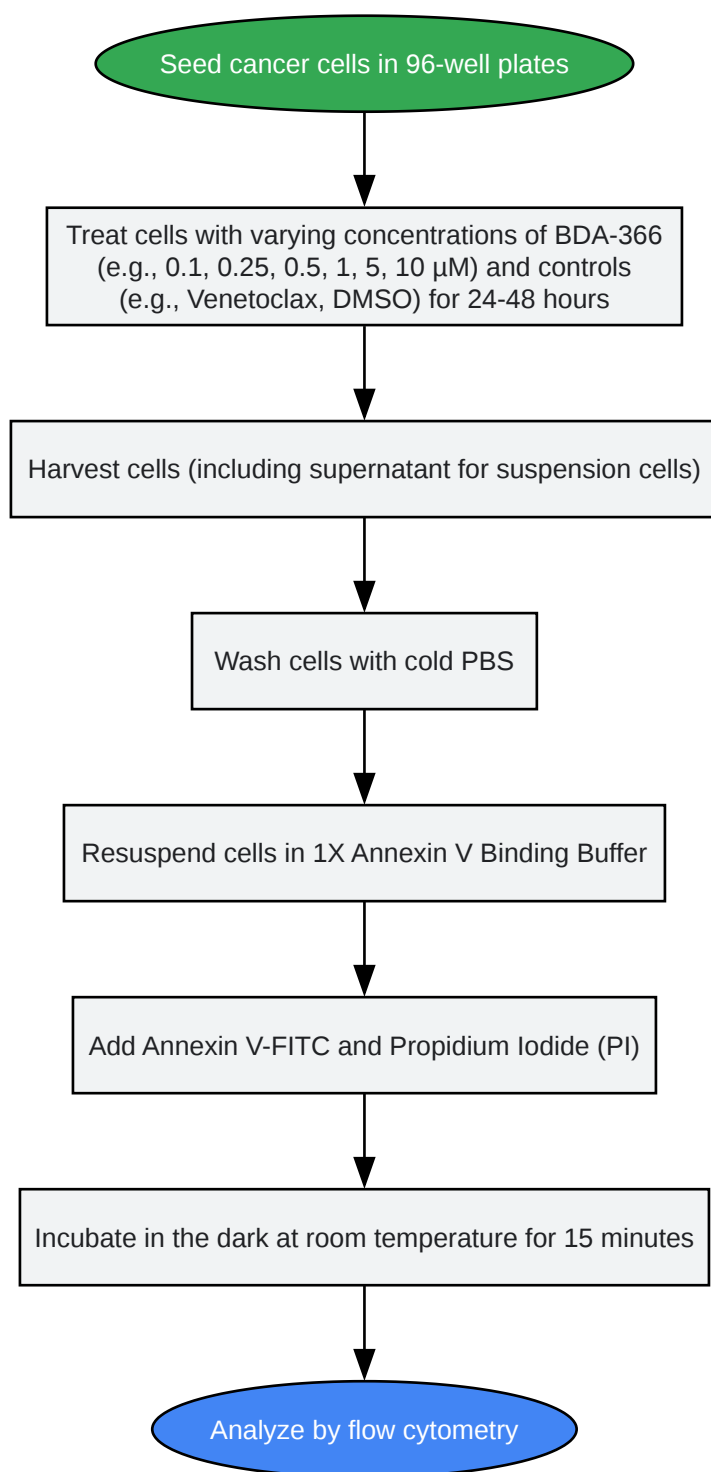 Seed cancer cells in 96-well plates
Treat cells with varying concentrations of BDA-366
(e.g., 0.1, 0.25, 0.5, 1, 5, 10 µM) and controls
(e.g., Venetoclax, DMSO) for 24-48 hours
Harvest cells (including supernatant for suspension cells)
Wash cells with cold PBS
Resuspend cells in 1X Annexin V Binding Buffer
Add Annexin V-FITC and Propidium Iodide (PI)
Incubate in the dark at room temperature for 15 minutes
Analyze by flow cytometry